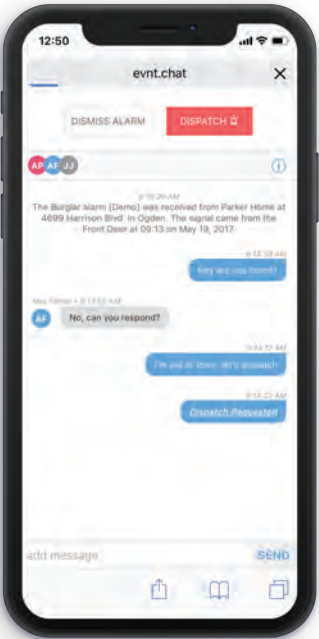 12:50
evnt.chat
DISMISS ALARM
DISPATCH
AP AF JJ
The Burglar alarm (Demo) was received from Parker Home at
4699 Harrison Blvd in Ogden. The signal came from the
Front Door at 09:13 on May 19, 2017.
Hey are you home?
AF
No, can you respond?
I'm out of town, let's dispatch
Dispatch Requested
add message
SEND